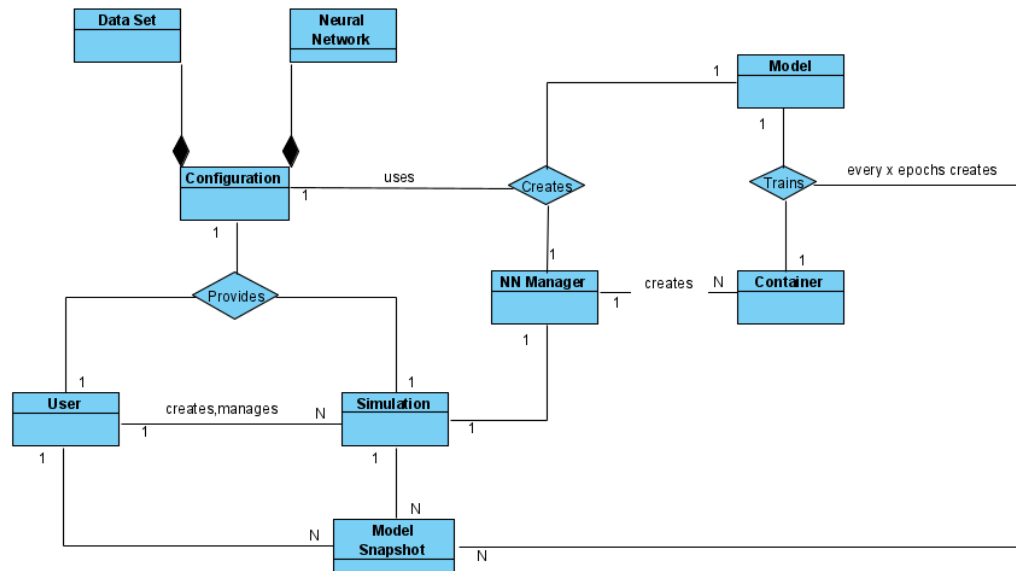 Data Set
Neural
Network
Model
1
1
Configuration
uses
Creates
Trains
every x epochs creates
1
1
1
1
NN Manager
creates
N
Container
1
Provides
1
1
1
User
creates,manages
N
Simulation
1
1
1
1
N
N
Model
Snapshot
N